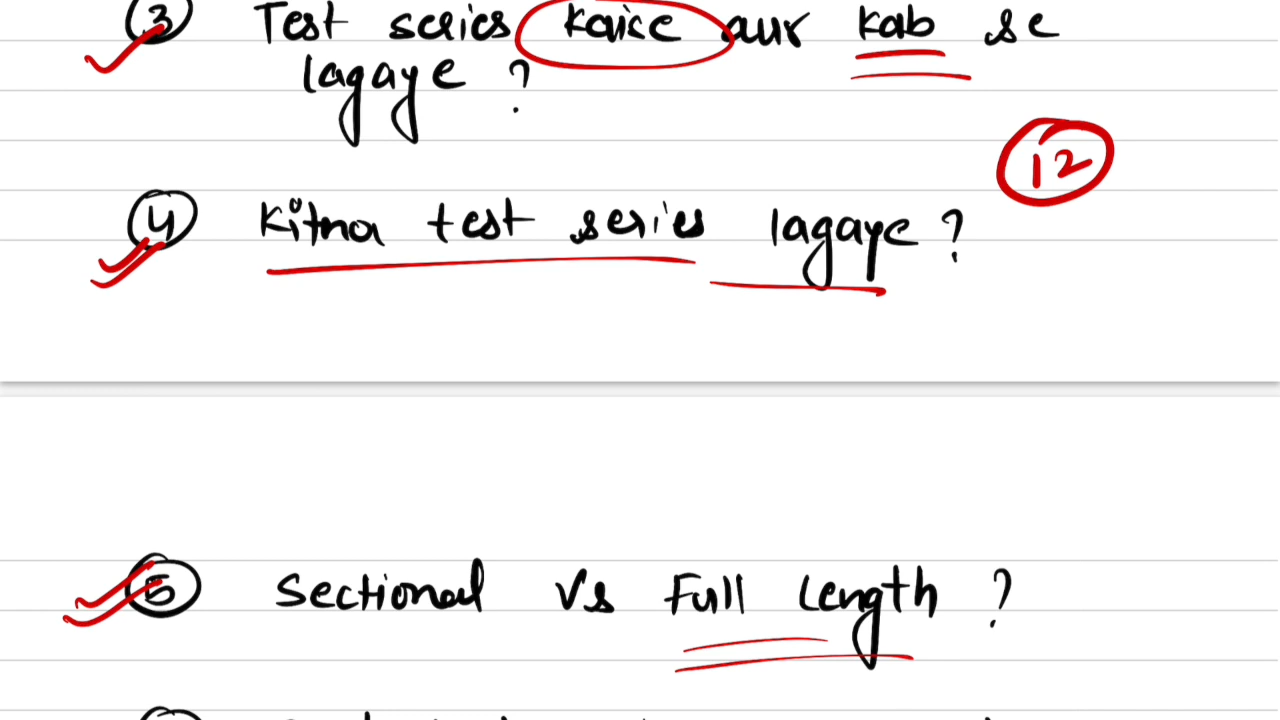 ③ Test series kaise aur kab se
lagaye ?
12
④ Kitna test series lagaye ?
⑤ Sectional Vs Full Length ?